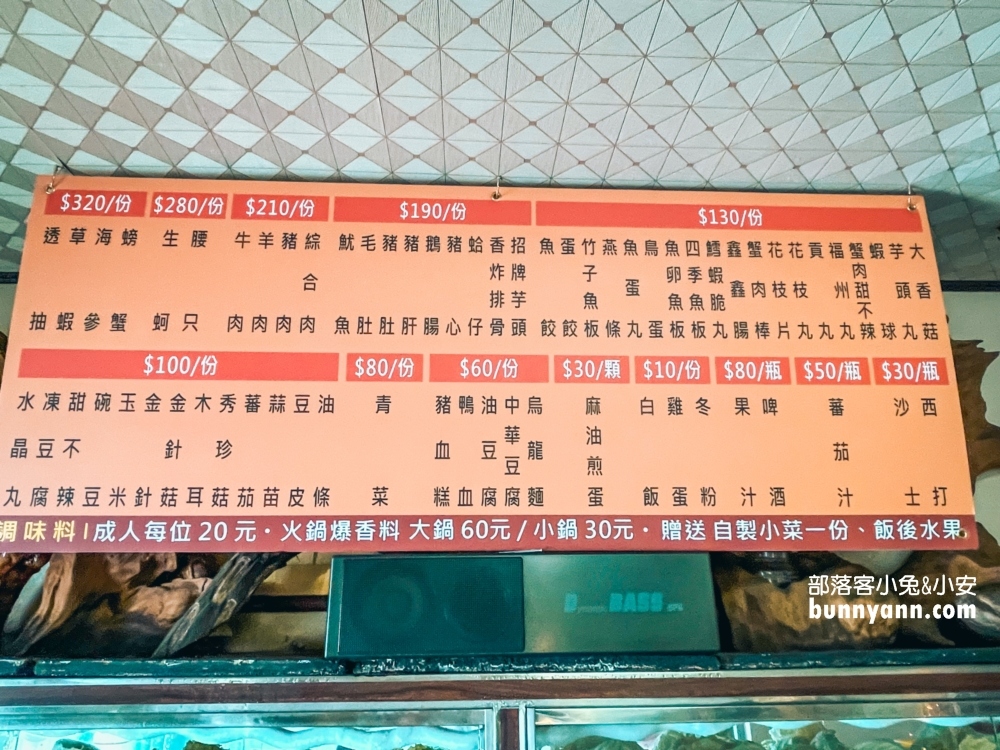 $320/份
透抽
草蝦
海參
螃蟹
$280/份
生蚵
腰只
$210/份
牛肉
羊肉
豬肉
綜合肉
$190/份
魷魚
毛肚
豬肚
豬肝
鵝腸
豬心
蛤仔
香炸排骨
招牌芋頭
$130/份
魚餃
蛋餃
竹子魚板
燕條
魚蛋丸
鳥蛋
魚卵魚板
四季魚板
鱈蝦脆丸
鑫鑫腸
蟹肉棒
花枝片
花枝丸
貢丸
福州丸
蟹肉甜不辣
蝦球
芋頭丸
大香菇
$100/份
水晶丸
凍豆腐
甜不辣
碗豆
玉米
金針
金針菇
木耳
秀珍菇
蕃茄
蒜苗
豆皮
油條
$80/份
青菜
$60/份
豬血糕
鴨血
油豆腐
中華豆腐
烏龍麵
$30/顆
麻油煎蛋
$10/份
白飯
雞蛋
冬粉
$80/瓶
果汁
啤酒
$50/瓶
蕃茄汁
$30/瓶
沙士
西打
調味料|成人每位20元·火鍋爆香料 大鍋60元/小鍋30元·贈送自製小菜一份、飯後水果
BASS
部落客小兔&小安
bunnyann.com